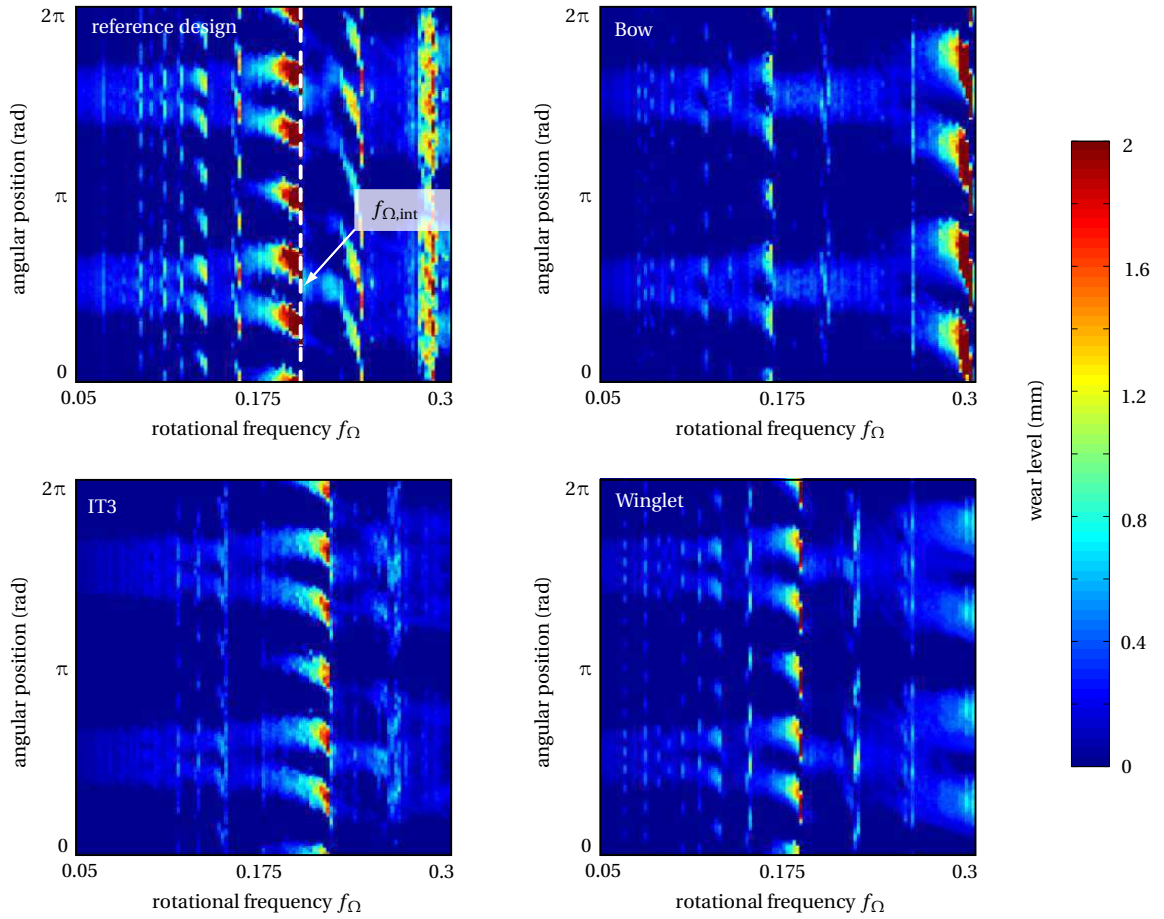 reference design
2π
π
0
angular position (rad)
f_Ω,int
0.05
0.175
0.3
rotational frequency f_Ω
Bow
2π
π
0
angular position (rad)
0.05
0.175
0.3
rotational frequency f_Ω
IT3
2π
π
0
angular position (rad)
0.05
0.175
0.3
rotational frequency f_Ω
Winglet
2π
π
0
angular position (rad)
0.05
0.175
0.3
rotational frequency f_Ω
wear level (mm)
2
1.6
1.2
0.8
0.4
0